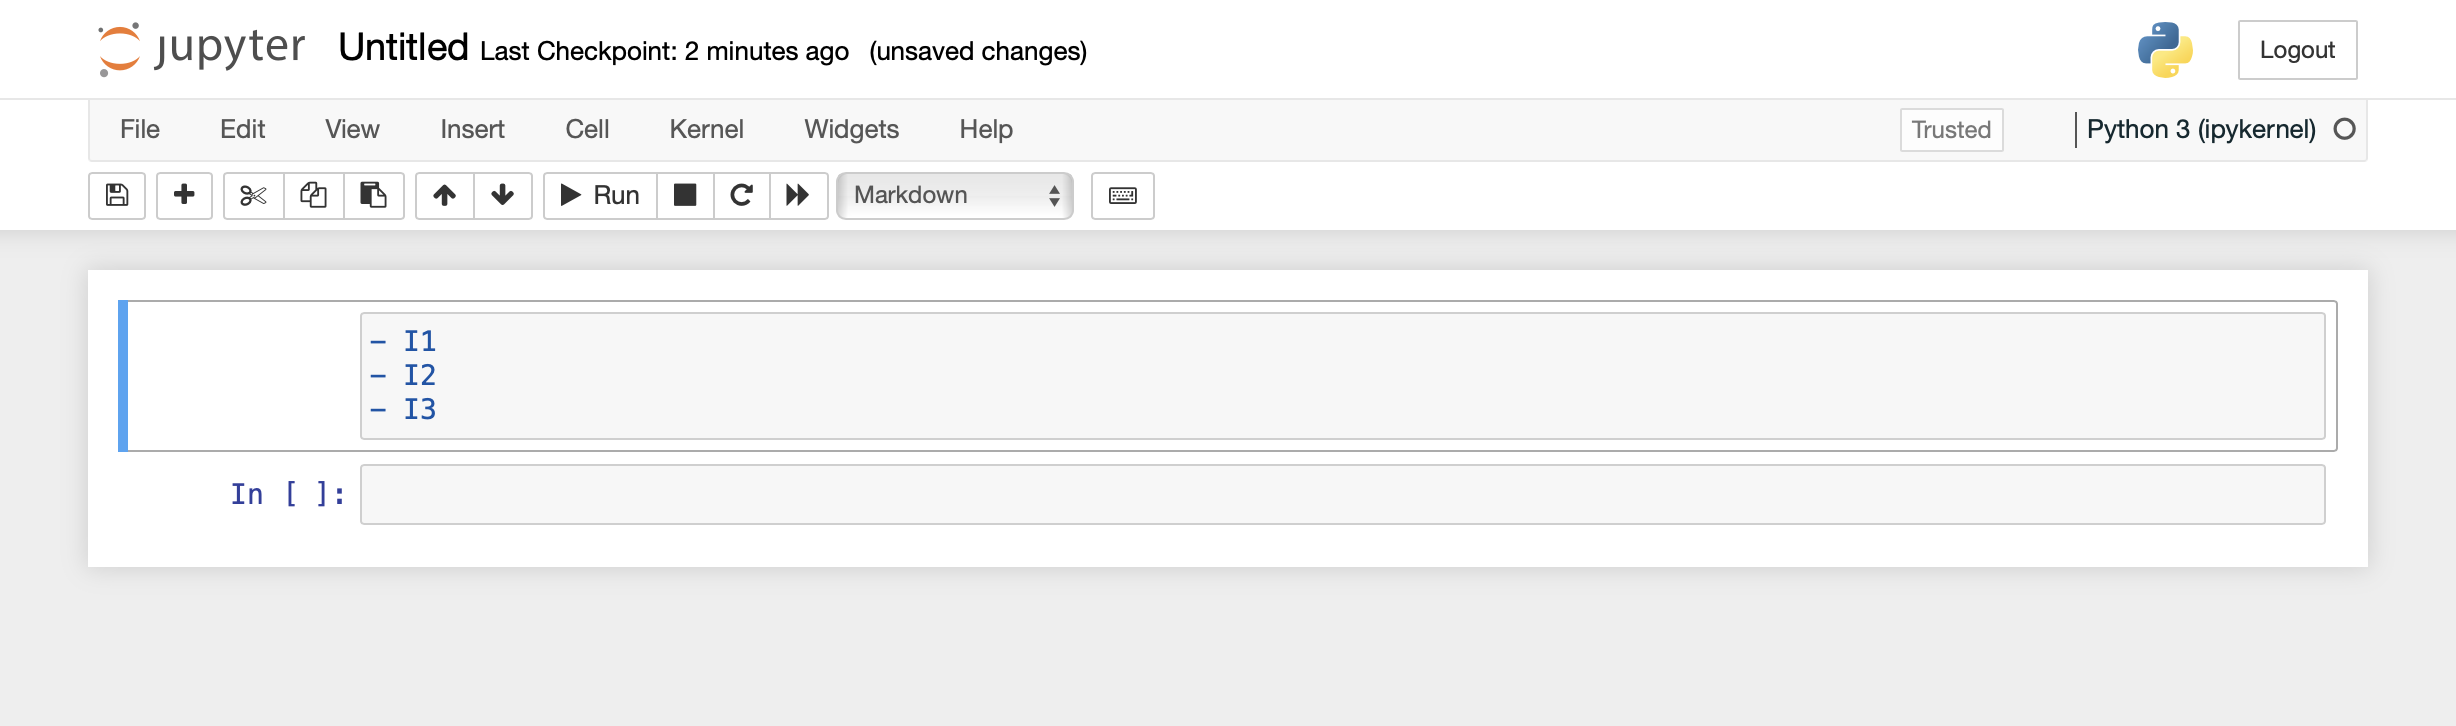 jupyter Untitled Last Checkpoint: 2 minutes ago (unsaved changes)
Logout
File Edit View Insert Cell Kernel Widgets Help
Trusted
Python 3 (ipykernel)
Run
Markdown
- I1
- I2
- I3
In [ ]: